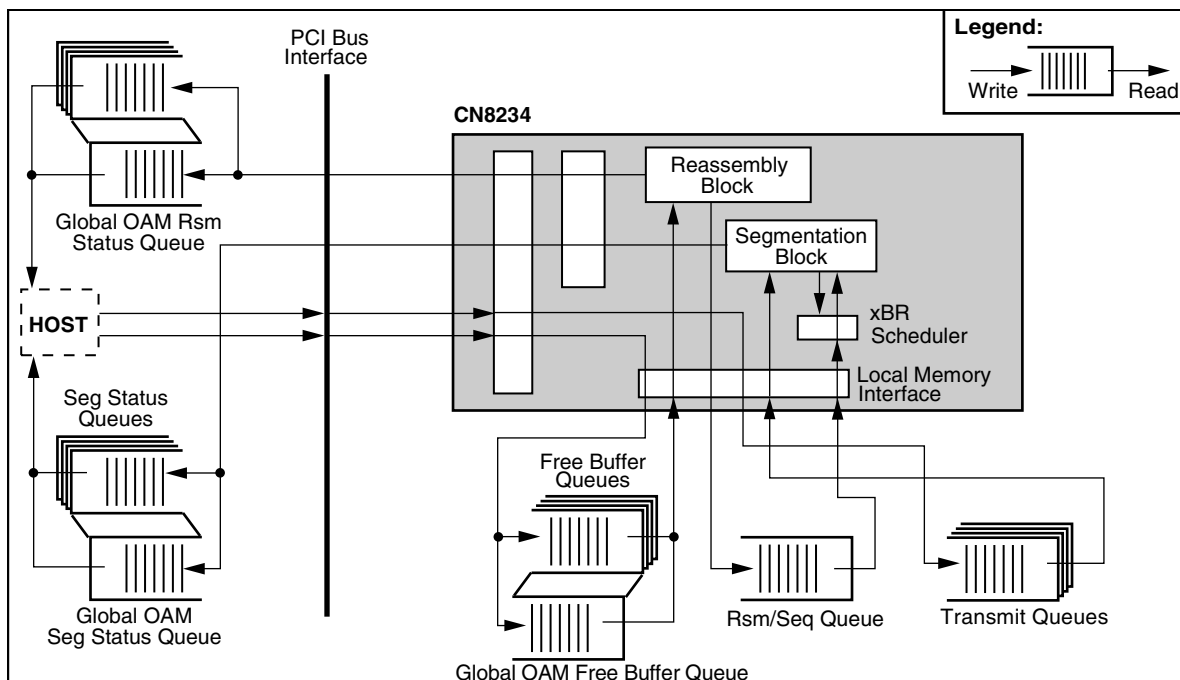 PCI Bus
Interface
Legend:
Write
Read
CN8234
Reassembly
Block
Global OAM Rsm
Status Queue
Segmentation
Block
HOST
xBR
Scheduler
Local Memory
Interface
Seg Status
Queues
Free Buffer
Queues
Global OAM
Seg Status Queue
Rsm/Seq Queue
Transmit Queues
Global OAM Free Buffer Queue